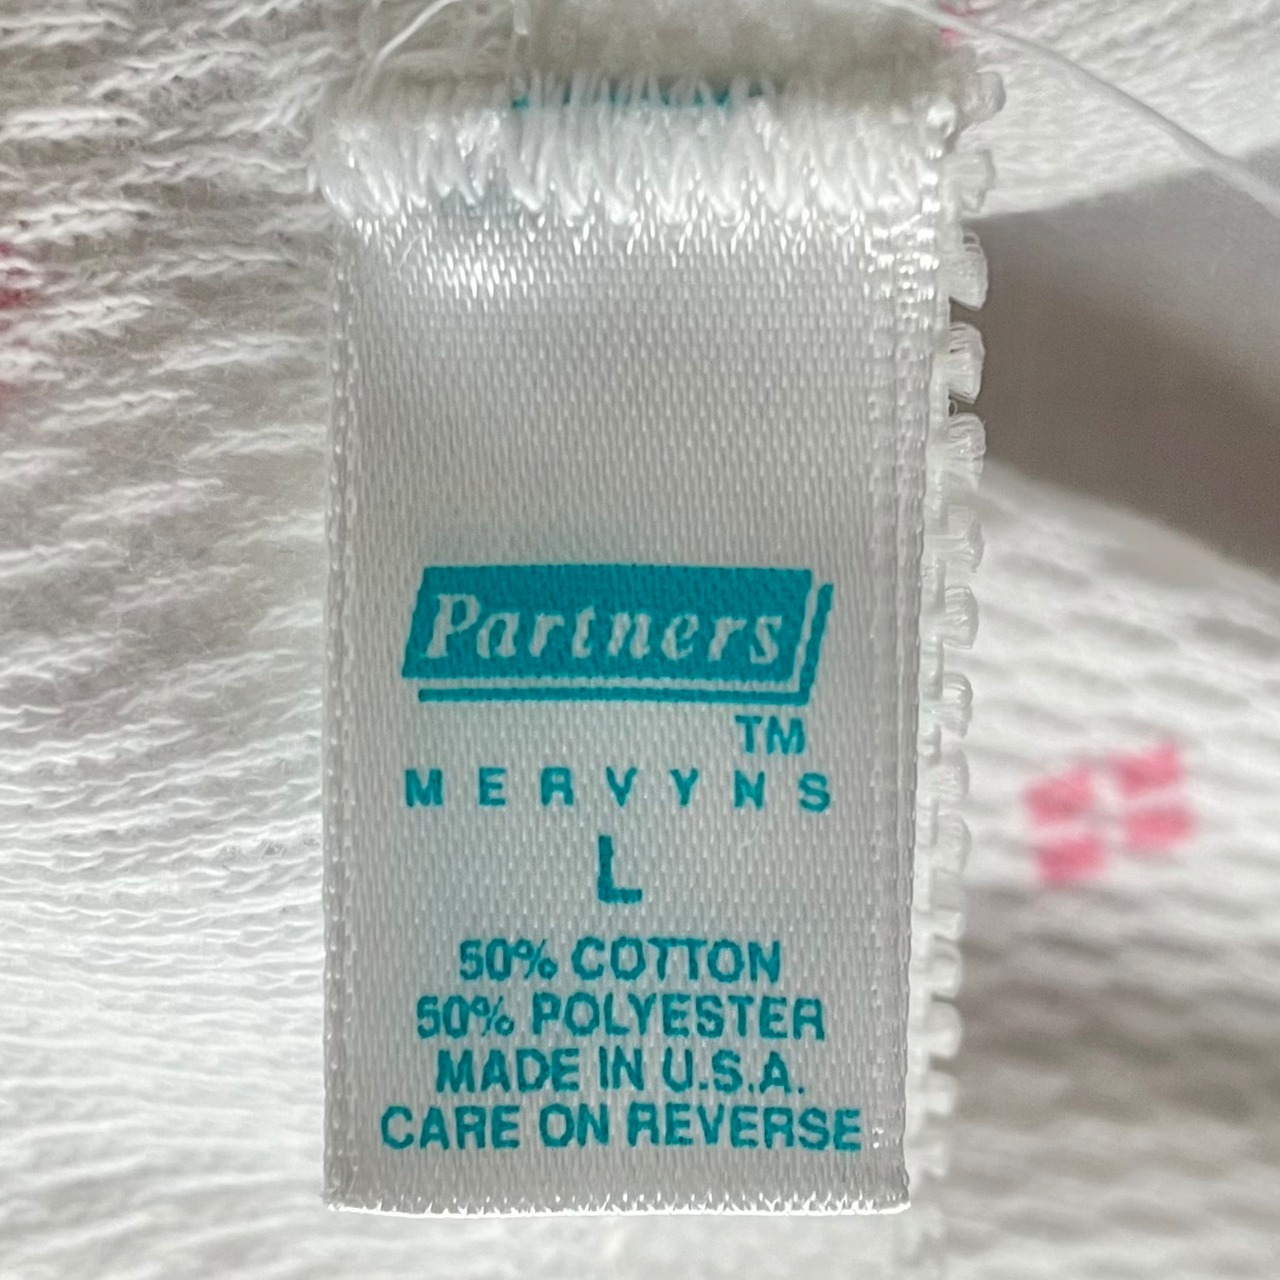 Partners
TM
MERVYNS
L
50% COTTON
50% POLYESTER
MADE IN U.S.A.
CARE ON REVERSE